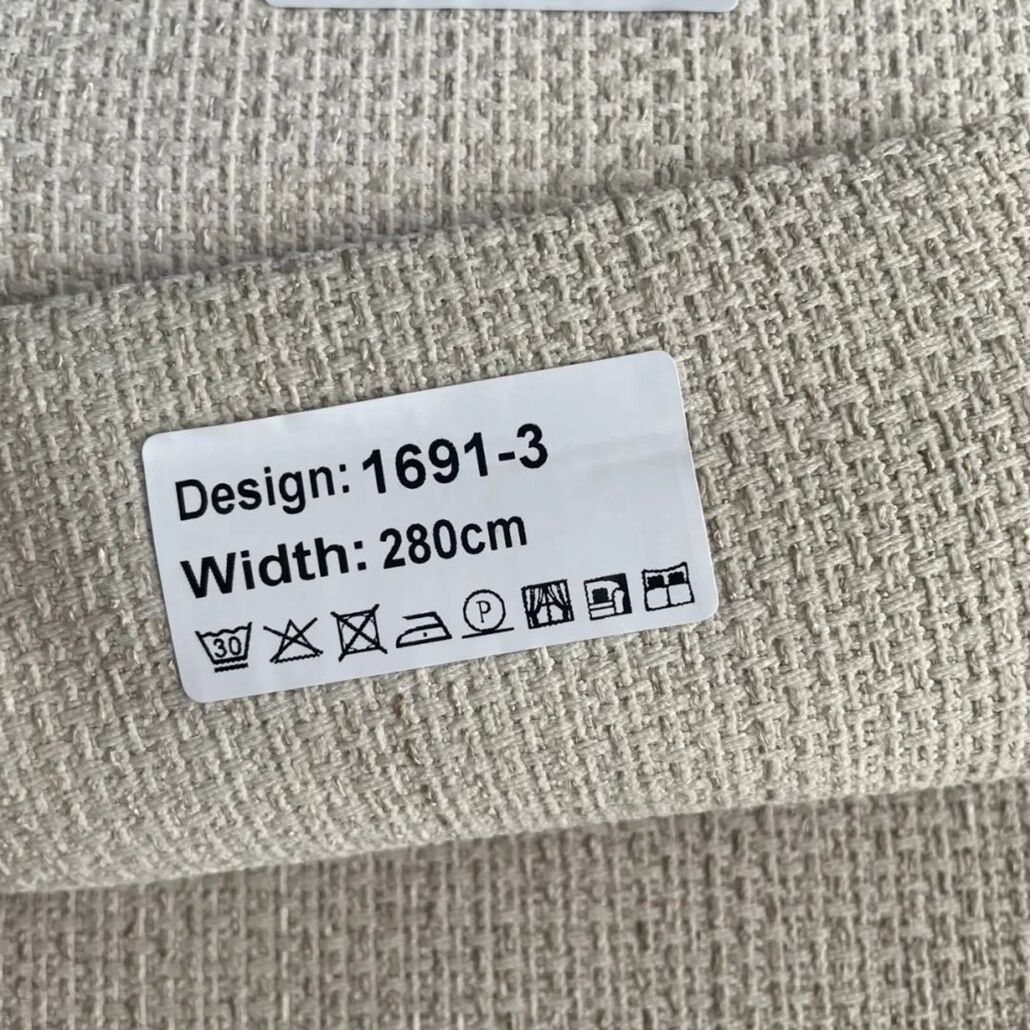 Design: 1691-3
Width: 280cm
30 P